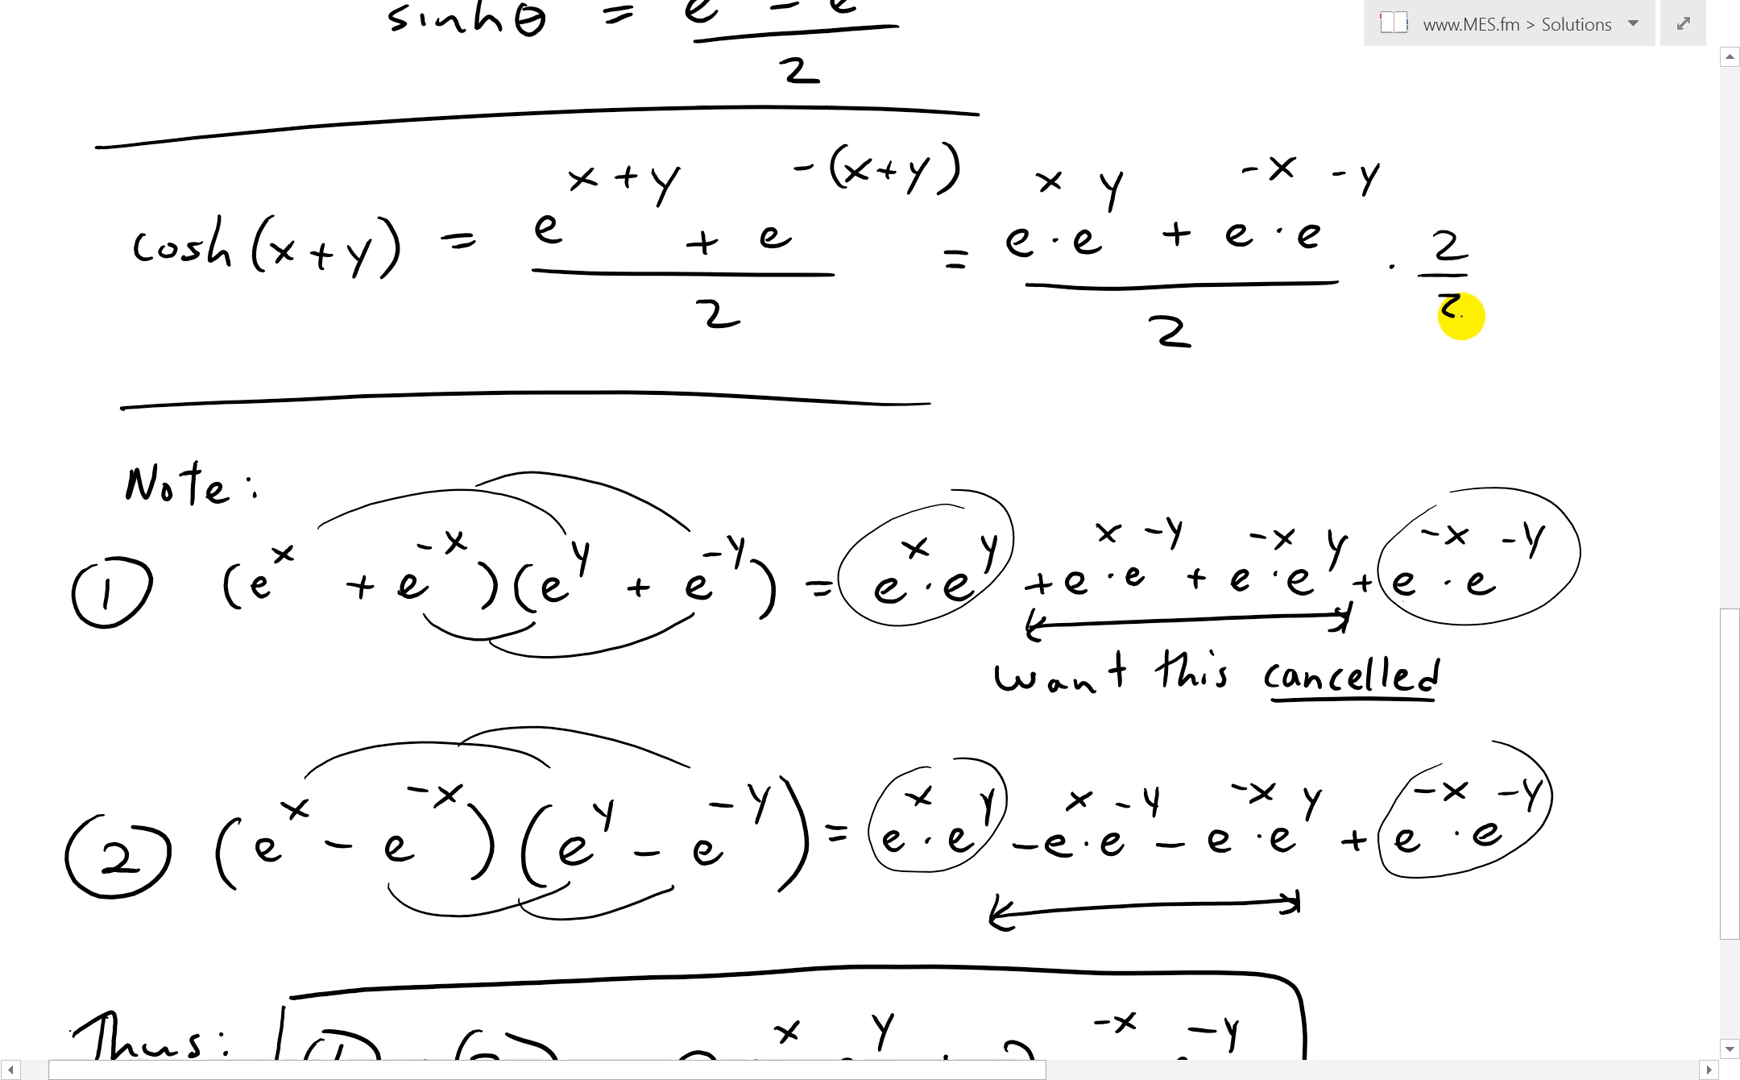 www.MES.fm > Solutions
sinhθ = e − e / 2
cosh(x+y) = (e^(x+y) + e^(−(x+y))) / 2 = (e^x · e^y + e^(−x) · e^(−y)) / 2 · 2/2
Note:
① (e^x + e^(−x))(e^y + e^(−y)) = e^x · e^y + e^x · e^(−y) + e^(−x) · e^y + e^(−x) · e^(−y)
want this cancelled
② (e^x − e^(−x))(e^y − e^(−y)) = e^x · e^y − e^x · e^(−y) − e^(−x) · e^y + e^(−x) · e^(−y)
Thus:
x y −x −y